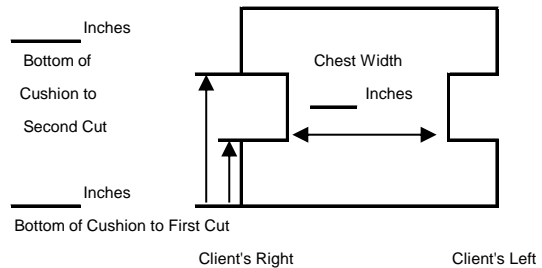 Inches
Bottom of
Cushion to
Second Cut
Chest Width
Inches
Inches
Bottom of Cushion to First Cut
Client's Right
Client's Left